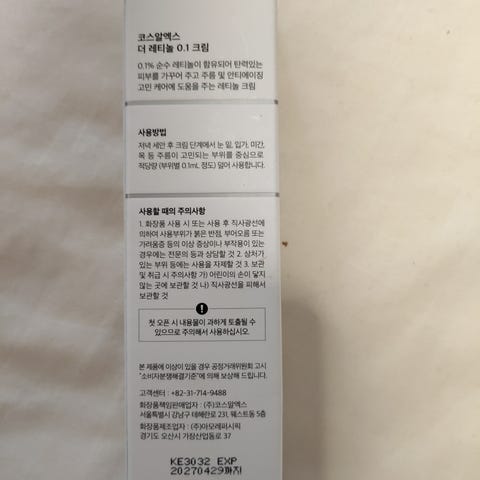 코스알엑스
더 레티놀 0.1 크림
0.1% 순수 레티놀이 함유되어 탄력있는
피부를 가꾸어 주고 주름 및 안티에이징
고민 케어에 도움을 주는 레티놀 크림
사용방법
저녁 세안 후 크림 단계에서 눈 밑, 입가, 미간,
목 등 주름이 고민되는 부위를 중심으로
적당량 (부위별 0.1mL 정도) 덜어 사용합니다.
사용할 때의 주의사항
1. 화장품 사용 시 또는 사용 후 직사광선에
의하여 사용부위가 붉은 반점, 부어오름 또는
가려움증 등의 이상 증상이나 부작용이 있는
경우에는 전문의 등과 상담할 것 2. 상처가
있는 부위 등에는 사용을 자제할 것 3. 보관
및 취급 시 주의사항 가) 어린이의 손이 닿지
않는 곳에 보관할 것 나) 직사광선을 피해서
보관할 것
첫 오픈 시 내용물이 과하게 토출될 수
있으므로 주의해서 사용하십시오.
본 제품에 이상이 있을 경우 공정거래위원회 고시
"소비자분쟁해결기준"에 의해 보상해 드립니다.
고객센터 : +82-31-714-9488
화장품책임판매업자 : (주)코스알엑스
서울특별시 강남구 테헤란로 231, 웨스트동 5층
화장품제조업자 : (주)아모레퍼시픽
경기도 오산시 가장산업동로 37
KE3032 EXP
20270429까지